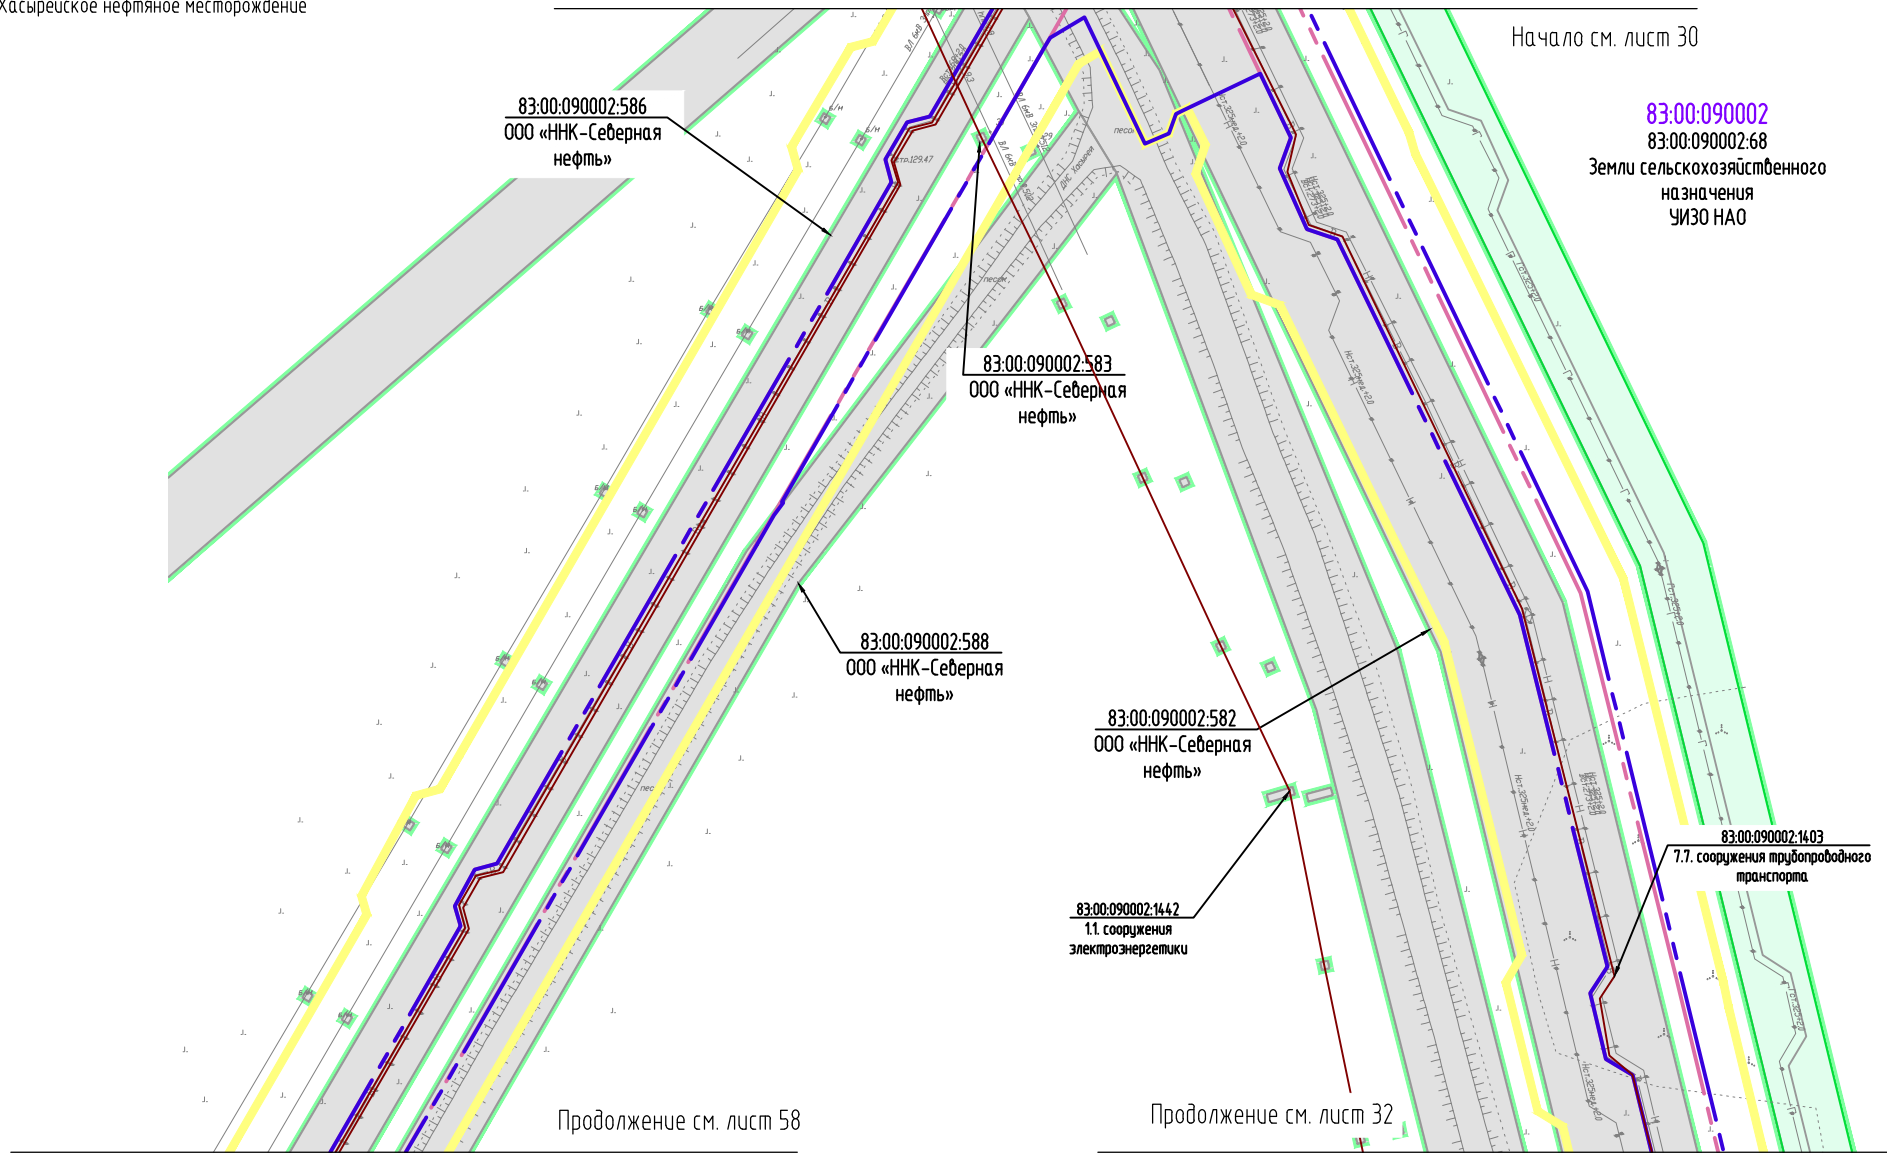 Хасырейское нефтяное месторождение
Начало см. лист 30
83:00:090002
83:00:090002:68
Земли сельскохозяйственного
назначения
УИЗО НАО
83:00:090002:586
ООО «ННК-Северная
нефть»
83:00:090002:583
ООО «ННК-Северная
нефть»
83:00:090002:588
ООО «ННК-Северная
нефть»
83:00:090002:582
ООО «ННК-Северная
нефть»
83:00:090002:1403
7.7. сооружения трубопроводного
транспорта
83:00:090002:1442
1.1. сооружения
электроэнергетики
Продолжение см. лист 58
Продолжение см. лист 32
Б/Н
Б/Н
песок
ДНС Хасырей